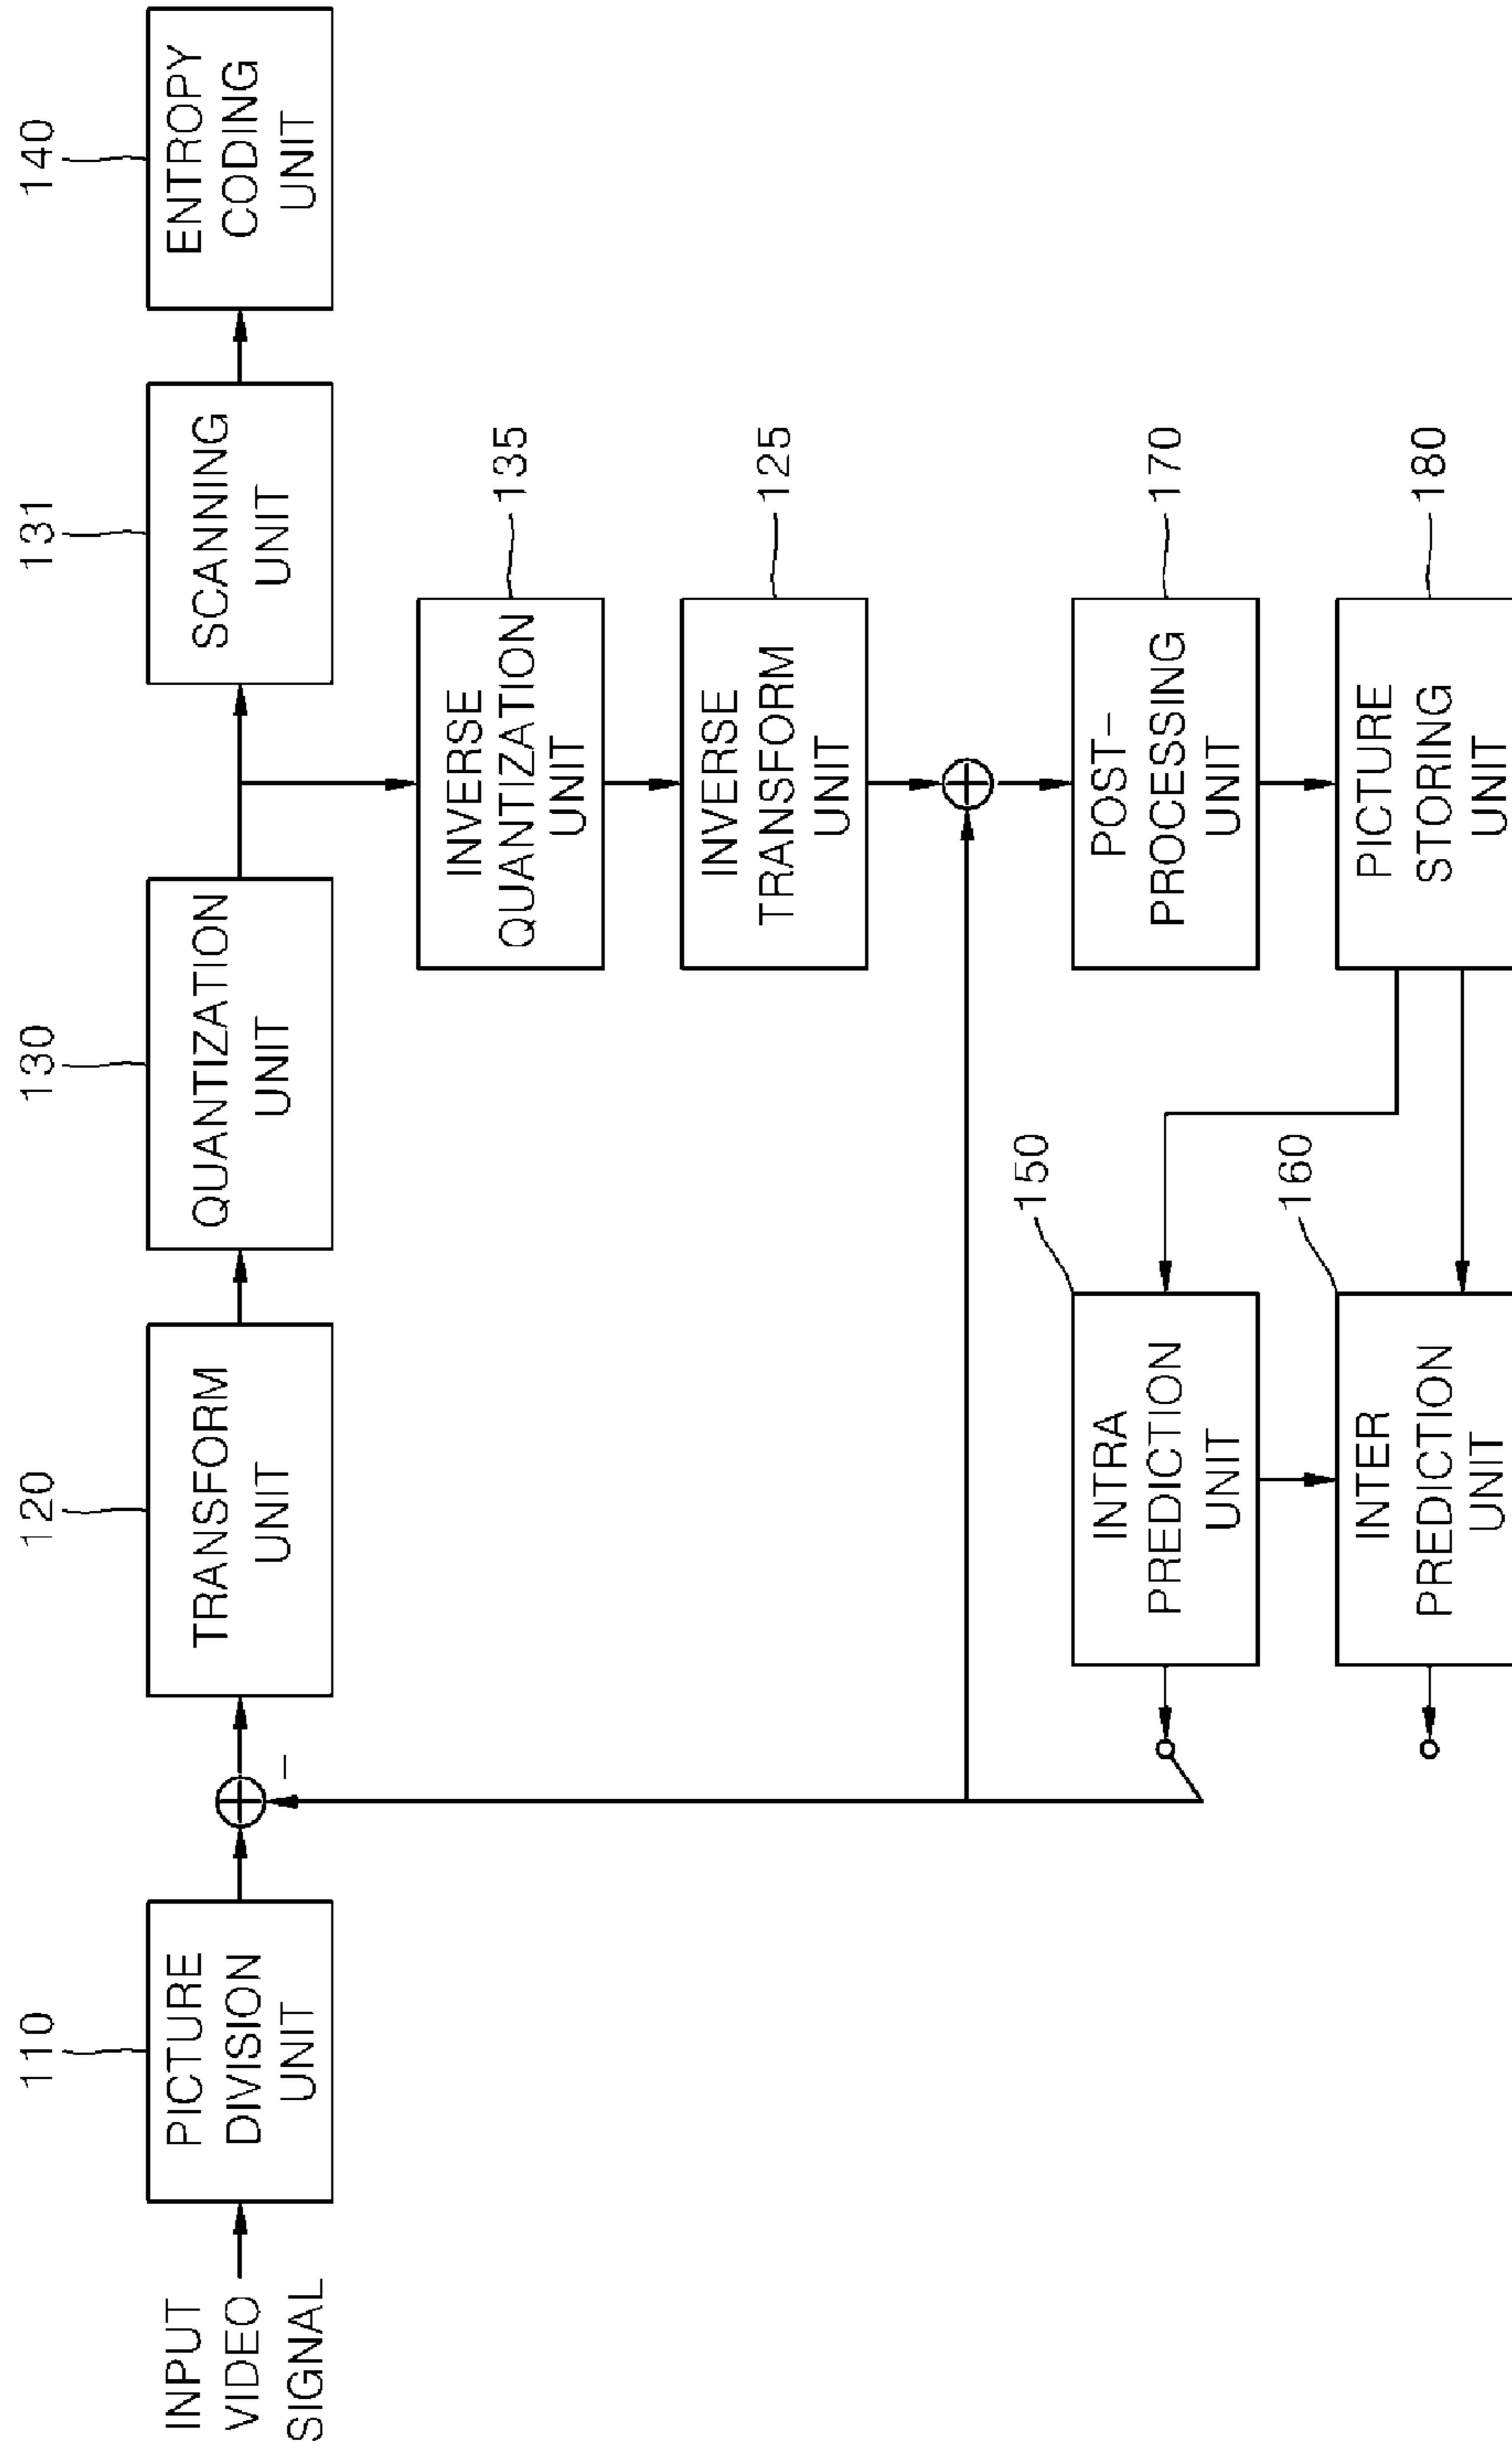 INPUT
VIDEO
SIGNAL
110
PICTURE
DIVISION
UNIT
−
120
TRANSFORM
UNIT
130
QUANTIZATION
UNIT
131
SCANNING
UNIT
140
ENTROPY
CODING
UNIT
INVERSE
QUANTIZATION
UNIT
135
INVERSE
TRANSFORM
UNIT
125
150
INTRA
PREDICTION
UNIT
POST-
PROCESSING
UNIT
170
160
INTER
PREDICTION
UNIT
PICTURE
STORING
UNIT
180